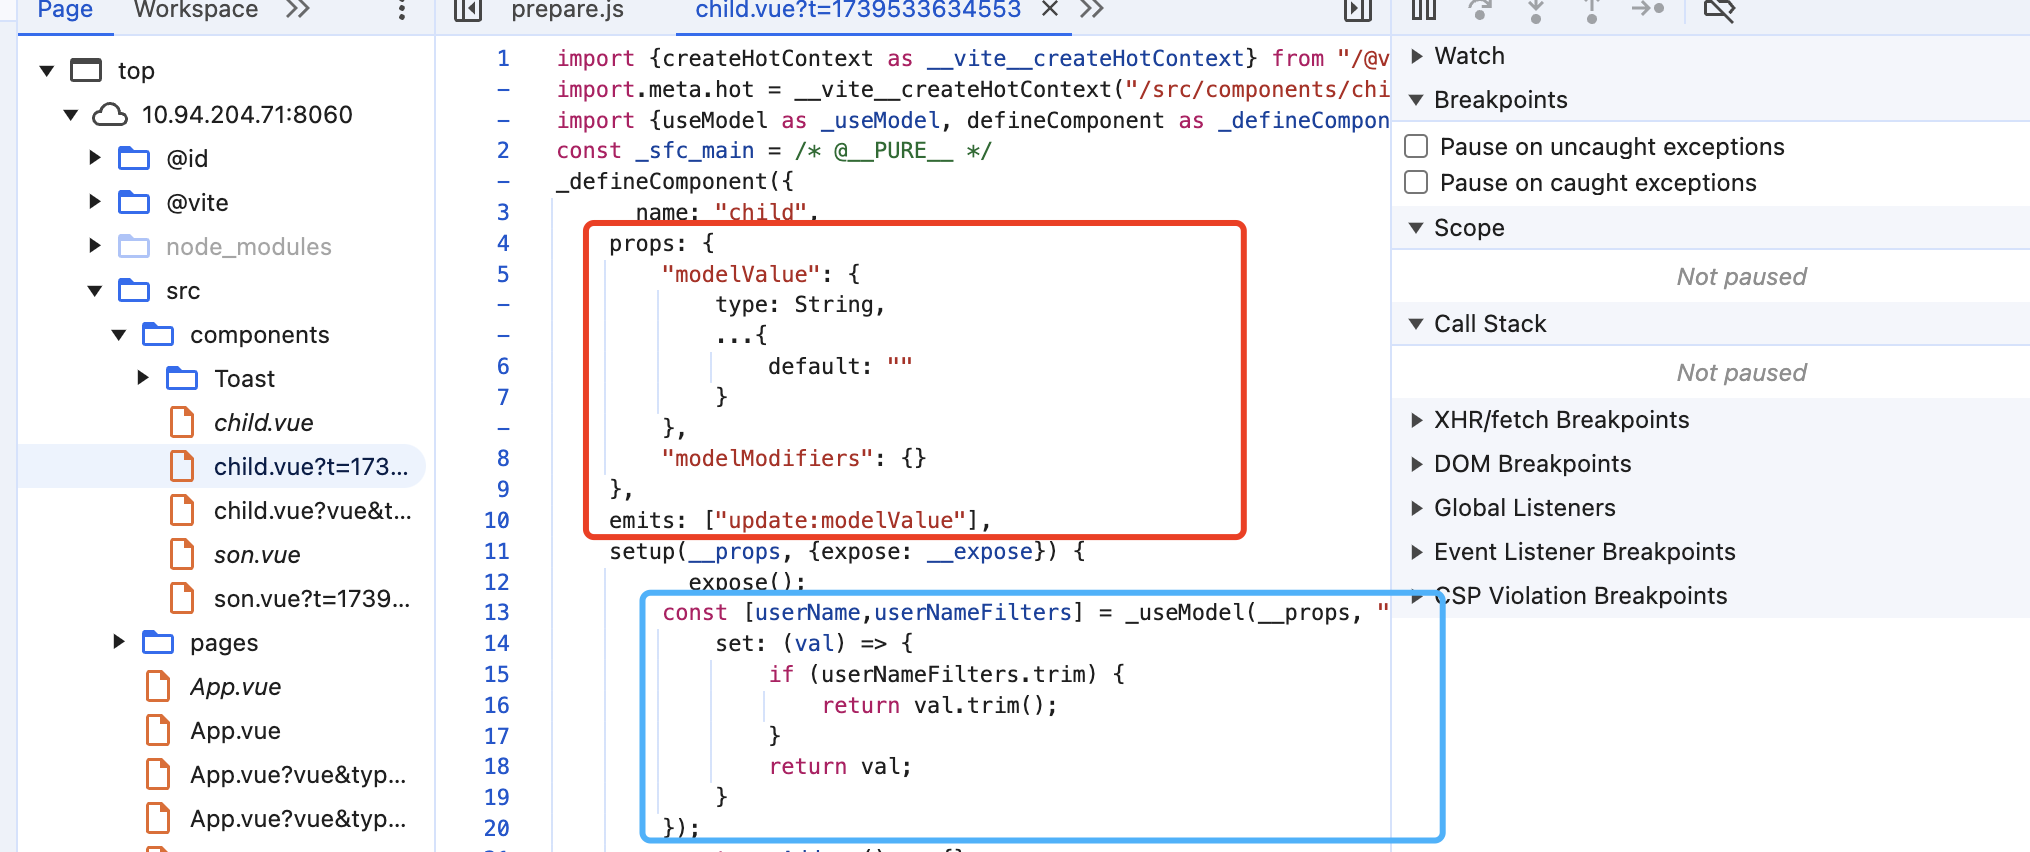 Page Workspace
top
10.94.204.71:8060
@id
@vite
node_modules
src
components
Toast
child.vue
child.vue?t=173...
child.vue?vue&t...
son.vue
son.vue?t=1739...
pages
App.vue
App.vue
App.vue?vue&typ...
App.vue?vue&typ...
prepare.js child.vue?t=1739533634553
1 import {createHotContext as __vite__createHotContext} from "/@v
- import.meta.hot = __vite__createHotContext("/src/components/chi
- import {useModel as _useModel, defineComponent as _defineCompon
2 const _sfc_main = /* @__PURE__ */
- _defineComponent({
3 name: "child",
4 props: {
5 "modelValue": {
- type: String,
- ...{
6 default: ""
7 }
- },
8 "modelModifiers": {}
9 },
10 emits: ["update:modelValue"],
11 setup(__props, {expose: __expose}) {
12 expose();
13 const [userName,userNameFilters] = _useModel(__props, "
14 set: (val) => {
15 if (userNameFilters.trim) {
16 return val.trim();
17 }
18 return val;
19 }
20 });
Watch
Breakpoints
Pause on uncaught exceptions
Pause on caught exceptions
Scope
Not paused
Call Stack
Not paused
XHR/fetch Breakpoints
DOM Breakpoints
Global Listeners
Event Listener Breakpoints
CSP Violation Breakpoints